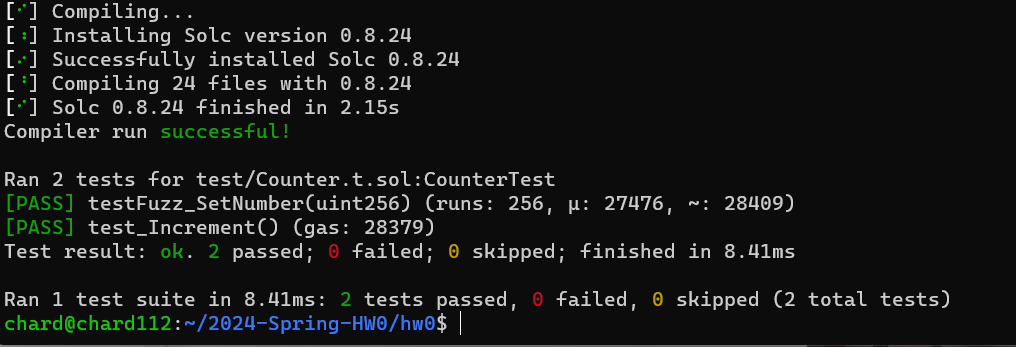 [⠊] Compiling...
[⠰] Installing Solc version 0.8.24
[⠔] Successfully installed Solc 0.8.24
[⠘] Compiling 24 files with 0.8.24
[⠊] Solc 0.8.24 finished in 2.15s
Compiler run successful!
Ran 2 tests for test/Counter.t.sol:CounterTest
[PASS] testFuzz_SetNumber(uint256) (runs: 256, μ: 27476, ~: 28409)
[PASS] test_Increment() (gas: 28379)
Test result: ok. 2 passed; 0 failed; 0 skipped; finished in 8.41ms
Ran 1 test suite in 8.41ms: 2 tests passed, 0 failed, 0 skipped (2 total tests)
chard@chard112:~/2024-Spring-HW0/hw0$